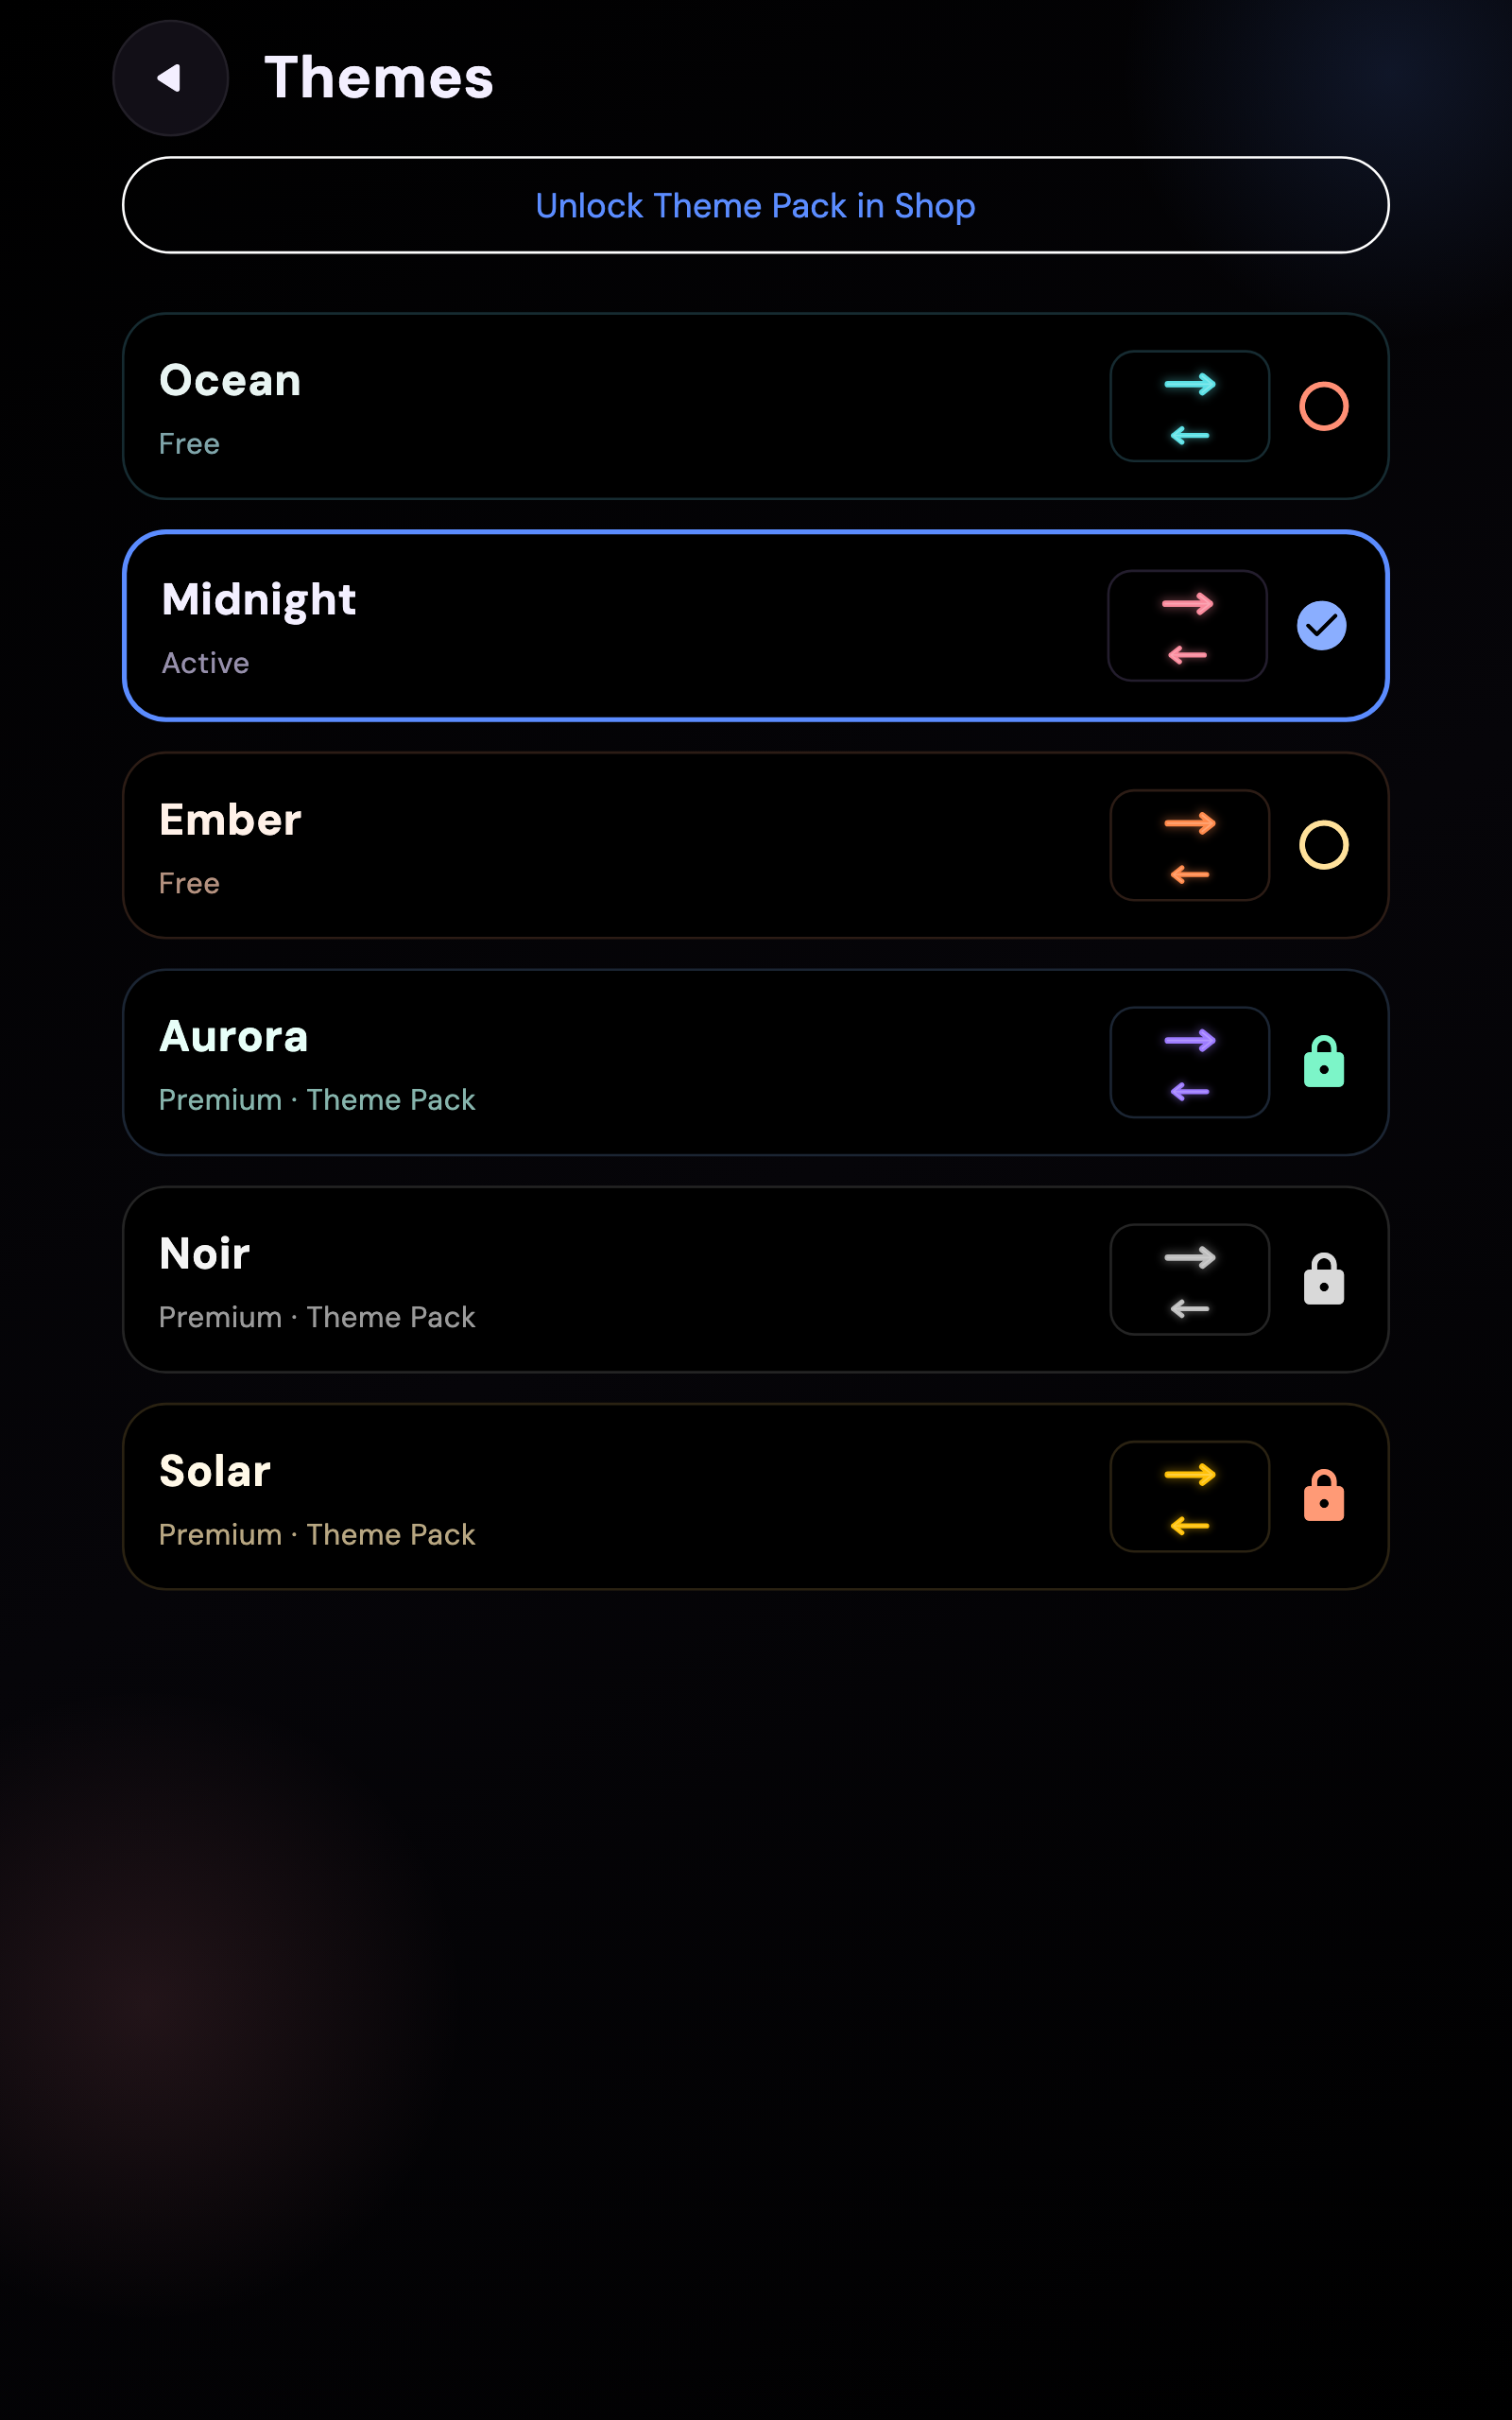 Themes
Unlock Theme Pack in Shop
Ocean
Free
Midnight
Active
Ember
Free
Aurora
Premium · Theme Pack
Noir
Premium · Theme Pack
Solar
Premium · Theme Pack